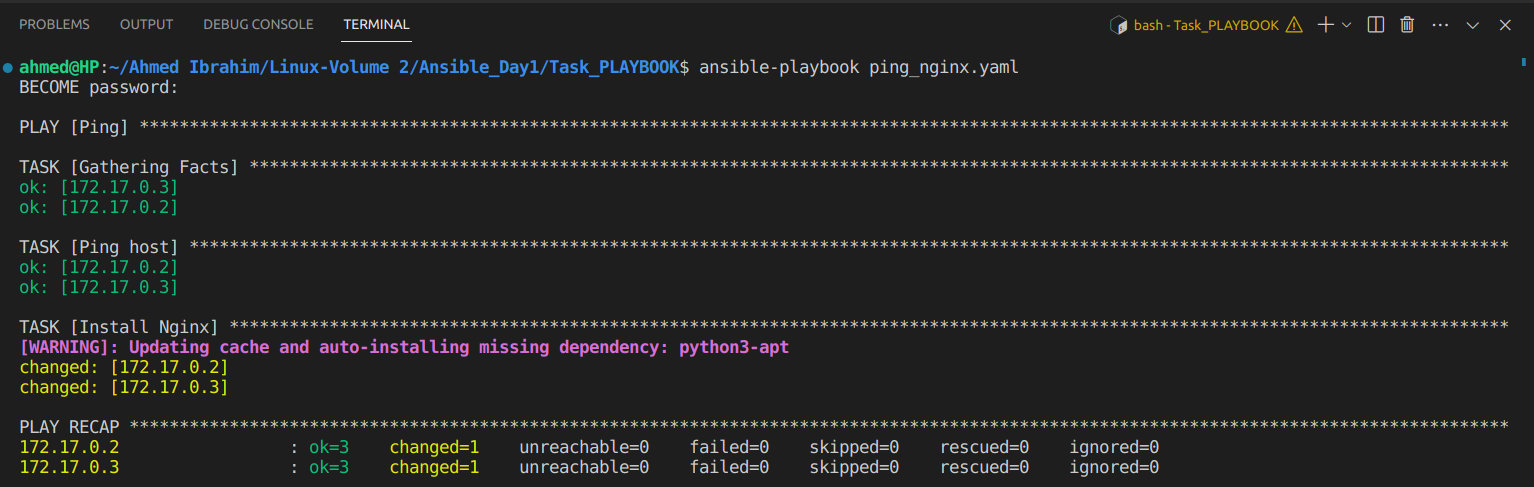 PROBLEMS OUTPUT DEBUG CONSOLE TERMINAL bash - Task_PLAYBOOK
ahmed@HP:~/Ahmed Ibrahim/Linux-Volume 2/Ansible_Day1/Task_PLAYBOOK$ ansible-playbook ping_nginx.yaml
BECOME password:
PLAY [Ping] *****************************************************************************************************************************************
TASK [Gathering Facts] ******************************************************************************************************************************
ok: [172.17.0.3]
ok: [172.17.0.2]
TASK [Ping host] ************************************************************************************************************************************
ok: [172.17.0.2]
ok: [172.17.0.3]
TASK [Install Nginx] ********************************************************************************************************************************
[WARNING]: Updating cache and auto-installing missing dependency: python3-apt
changed: [172.17.0.2]
changed: [172.17.0.3]
PLAY RECAP ******************************************************************************************************************************************
172.17.0.2                 : ok=3    changed=1    unreachable=0    failed=0    skipped=0    rescued=0    ignored=0
172.17.0.3                 : ok=3    changed=1    unreachable=0    failed=0    skipped=0    rescued=0    ignored=0